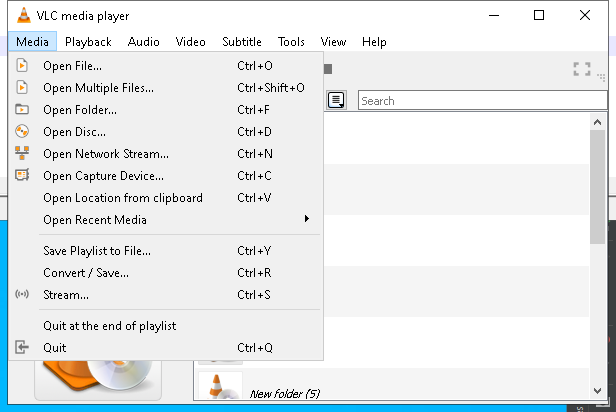 VLC media player
Media Playback Audio Video Subtitle Tools View Help
Open File... Ctrl+O
Open Multiple Files... Ctrl+Shift+O
Open Folder... Ctrl+F
Open Disc... Ctrl+D
Open Network Stream... Ctrl+N
Open Capture Device... Ctrl+C
Open Location from clipboard Ctrl+V
Open Recent Media
Save Playlist to File... Ctrl+Y
Convert / Save... Ctrl+R
Stream... Ctrl+S
Quit at the end of playlist
Quit Ctrl+Q
Search
New folder (5)